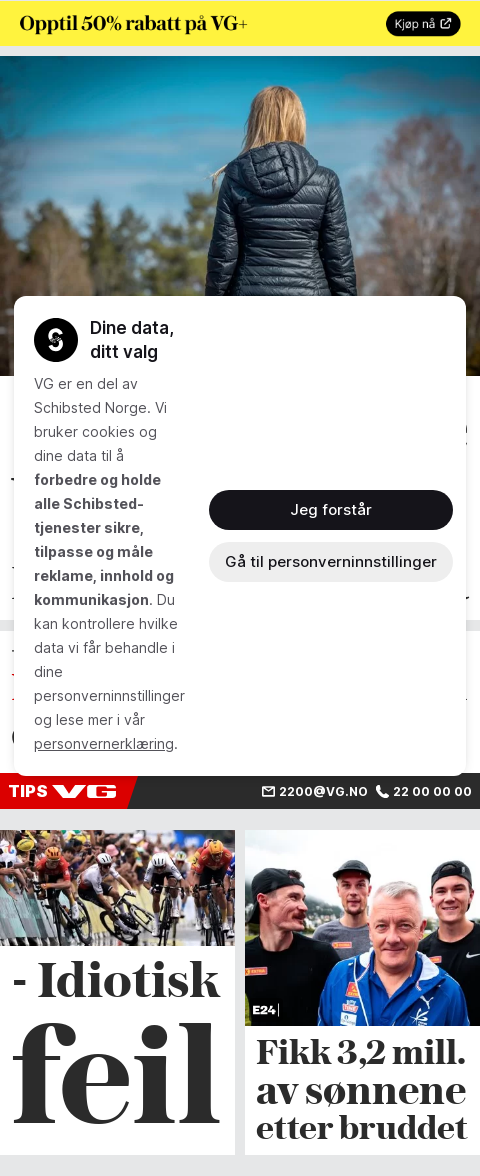 Opptil 50% rabatt på VG+
Kjøp nå
Dine data,
ditt valg
VG er en del av
Schibsted Norge. Vi
bruker cookies og
dine data til å
forbedre og holde
alle Schibsted-
tjenester sikre,
tilpasse og måle
reklame, innhold og
kommunikasjon. Du
kan kontrollere hvilke
data vi får behandle i
dine
personverninnstillinger
og lese mer i vår
personvernerklæring.
Jeg forstår
Gå til personverninnstillinger
TIPS VG
2200@VG.NO 22 00 00 00
- Idiotisk
feil
E24
Fikk 3,2 mill.
av sønnene
etter bruddet